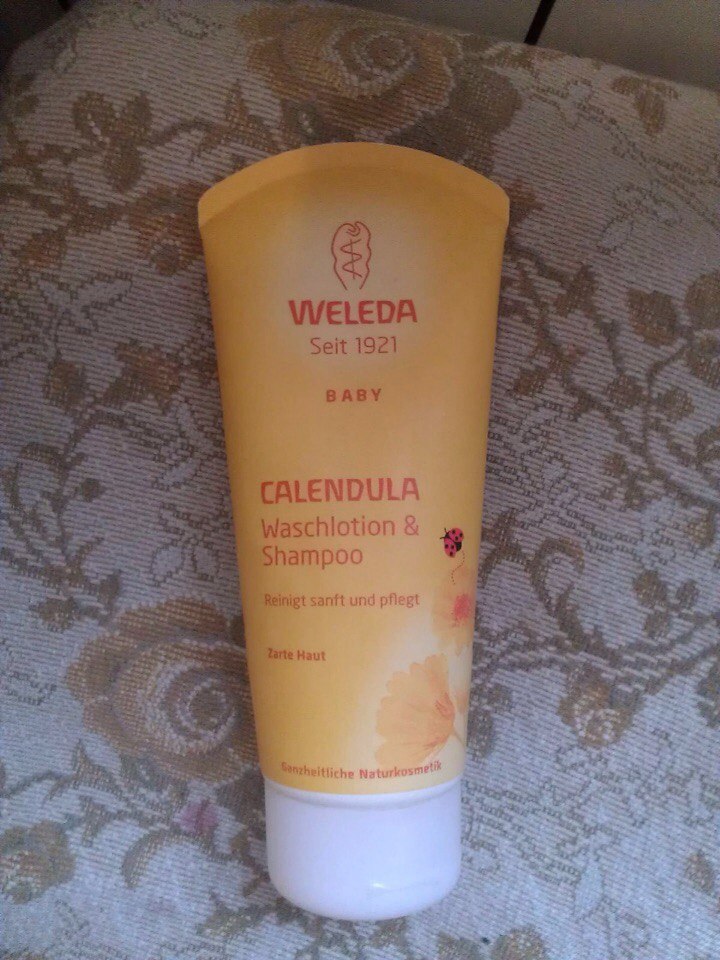 WELEDA
Seit 1921
BABY
CALENDULA
Waschlotion &
Shampoo
Reinigt sanft und pflegt
Zarte Haut
Ganzheitliche Naturkosmetik